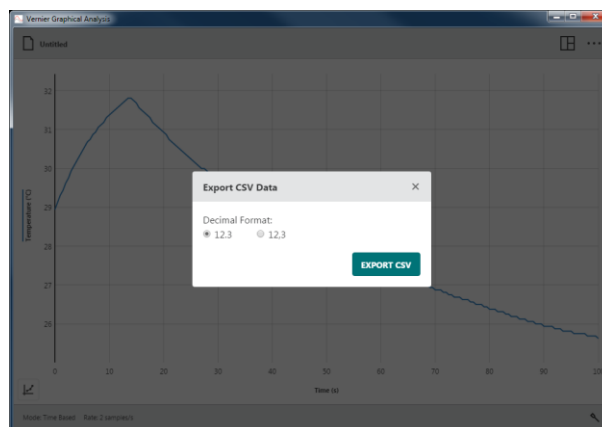 Vernier Graphical Analysis
Untitled
32
31
30
29
28
27
26
Temperature (°C)
Export CSV Data
Decimal Format:
12.3 12,3
EXPORT CSV
0 10 20 30 40 50 60 70 80 90 100
Time (s)
Mode: Time Based Rate: 2 samples/s